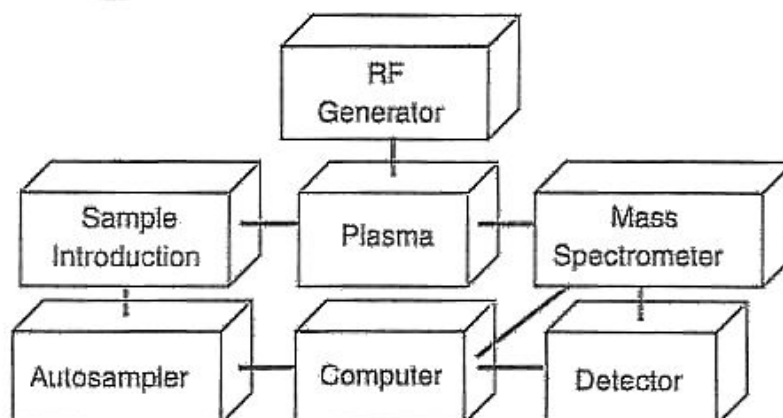 RF
Generator
Sample
Introduction
Plasma
Mass
Spectrometer
Autosampler
Computer
Detector